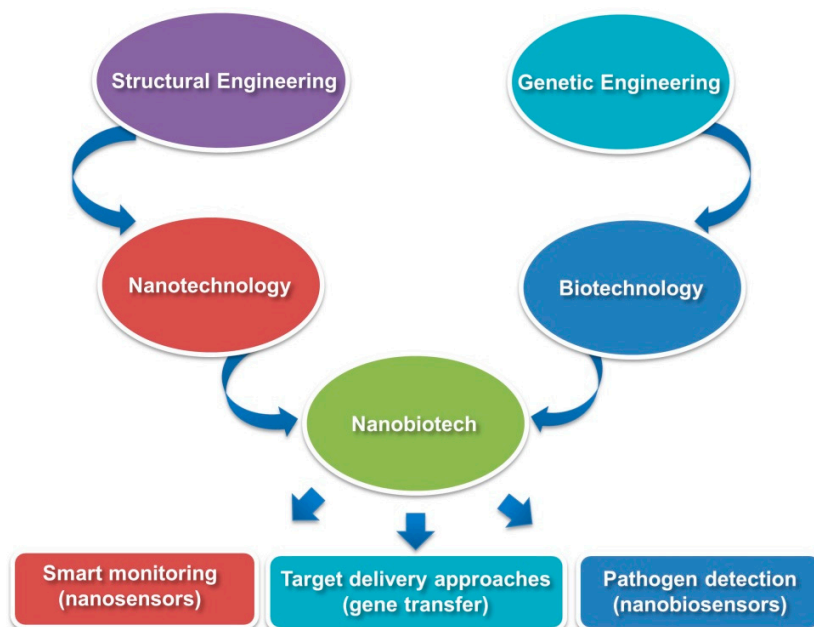 Structural Engineering
Genetic Engineering
Nanotechnology
Biotechnology
Nanobiotech
Smart monitoring
(nanosensors)
Target delivery approaches
(gene transfer)
Pathogen detection
(nanobiosensors)